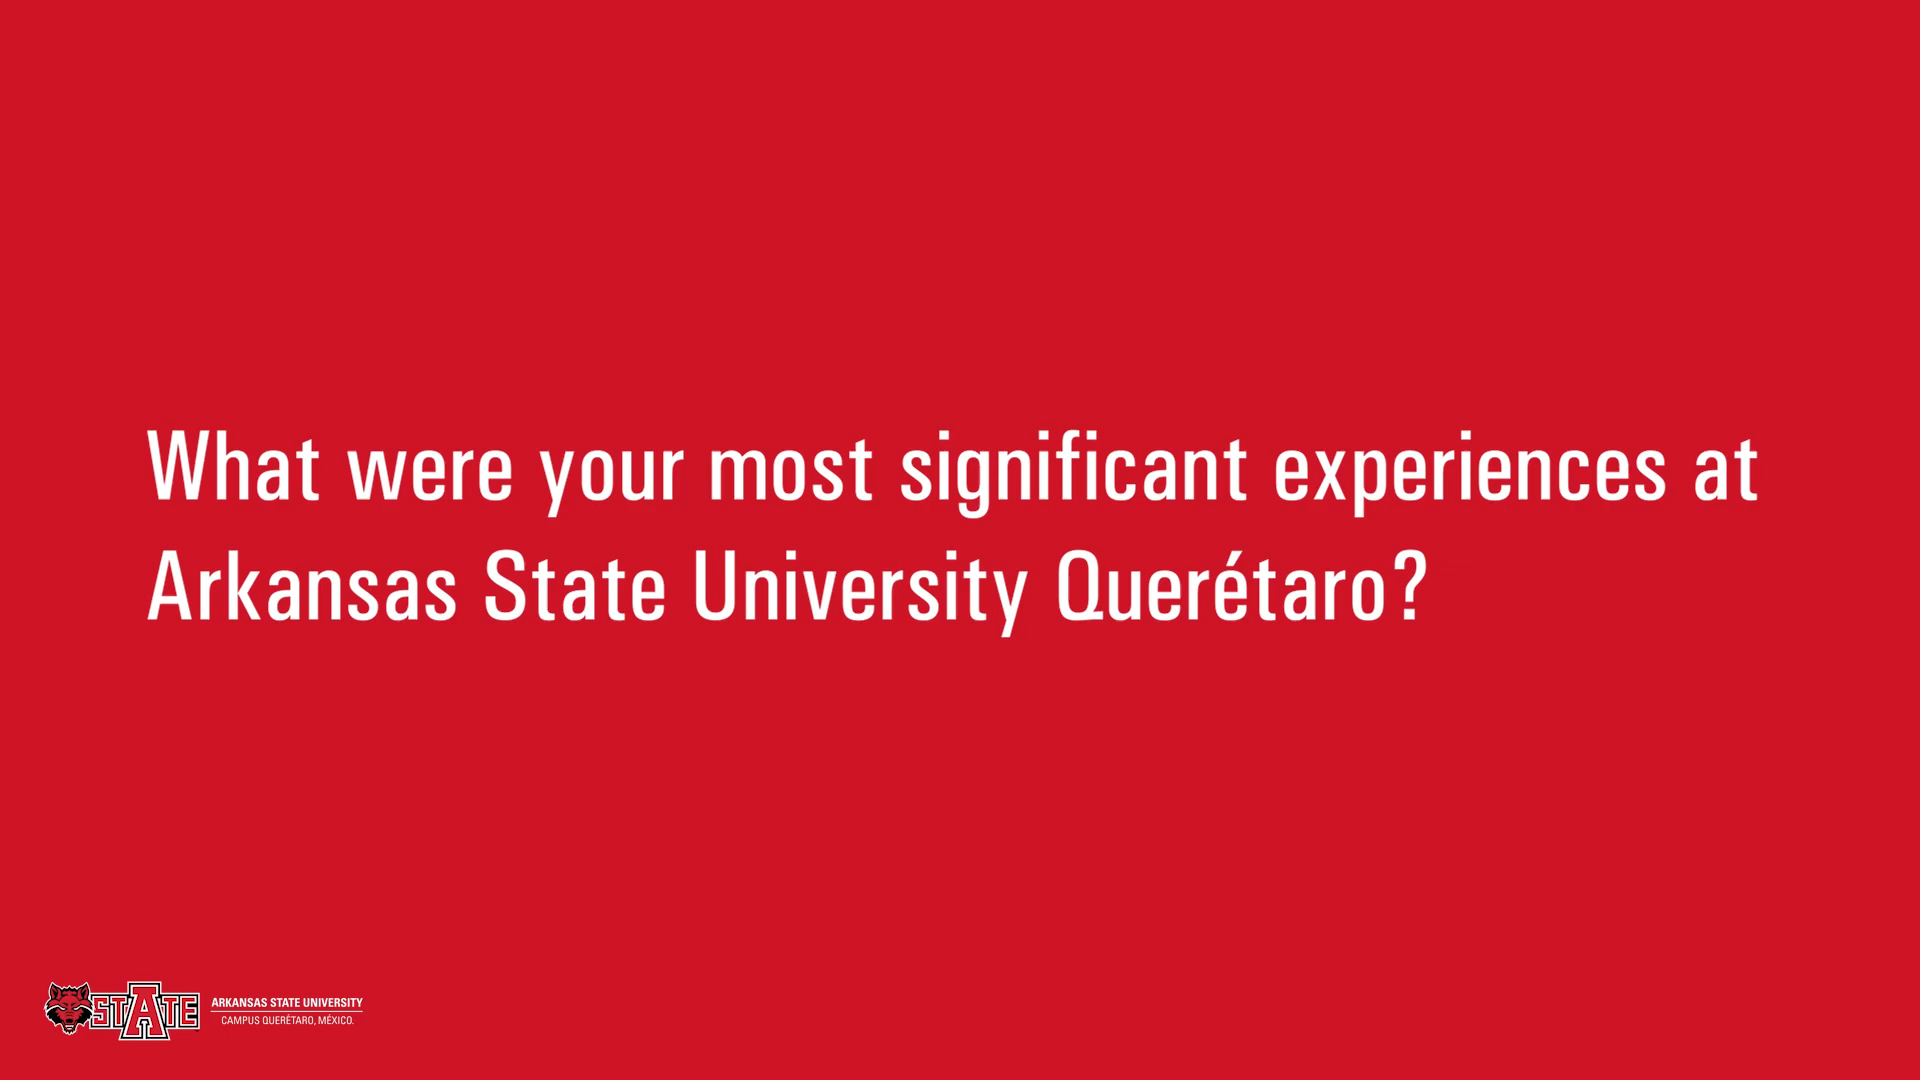 What were your most significant experiences at
Arkansas State University Querétaro?
STATE
ARKANSAS STATE UNIVERSITY
CAMPUS QUERÉTARO, MÉXICO.